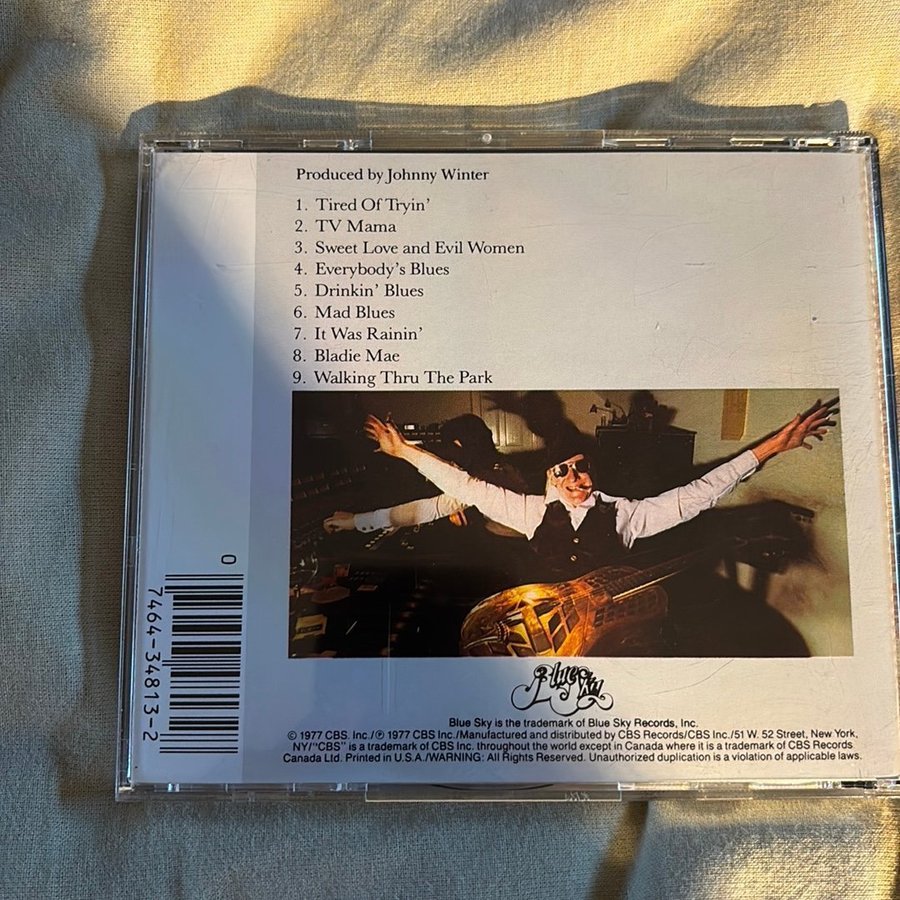 Produced by Johnny Winter
1. Tired Of Tryin'
2. TV Mama
3. Sweet Love and Evil Women
4. Everybody's Blues
5. Drinkin' Blues
6. Mad Blues
7. It Was Rainin'
8. Bladie Mae
9. Walking Thru The Park
0
7464-34813-2
Blue Sky
Blue Sky is the trademark of Blue Sky Records, Inc.
© 1977 CBS. Inc./℗ 1977 CBS Inc./Manufactured and distributed by CBS Records/CBS Inc./51 W. 52 Street, New York,
NY/"CBS" is a trademark of CBS Inc. throughout the world except in Canada where it is a trademark of CBS Records
Canada Ltd. Printed in U.S.A./WARNING: All Rights Reserved. Unauthorized duplication is a violation of applicable laws.